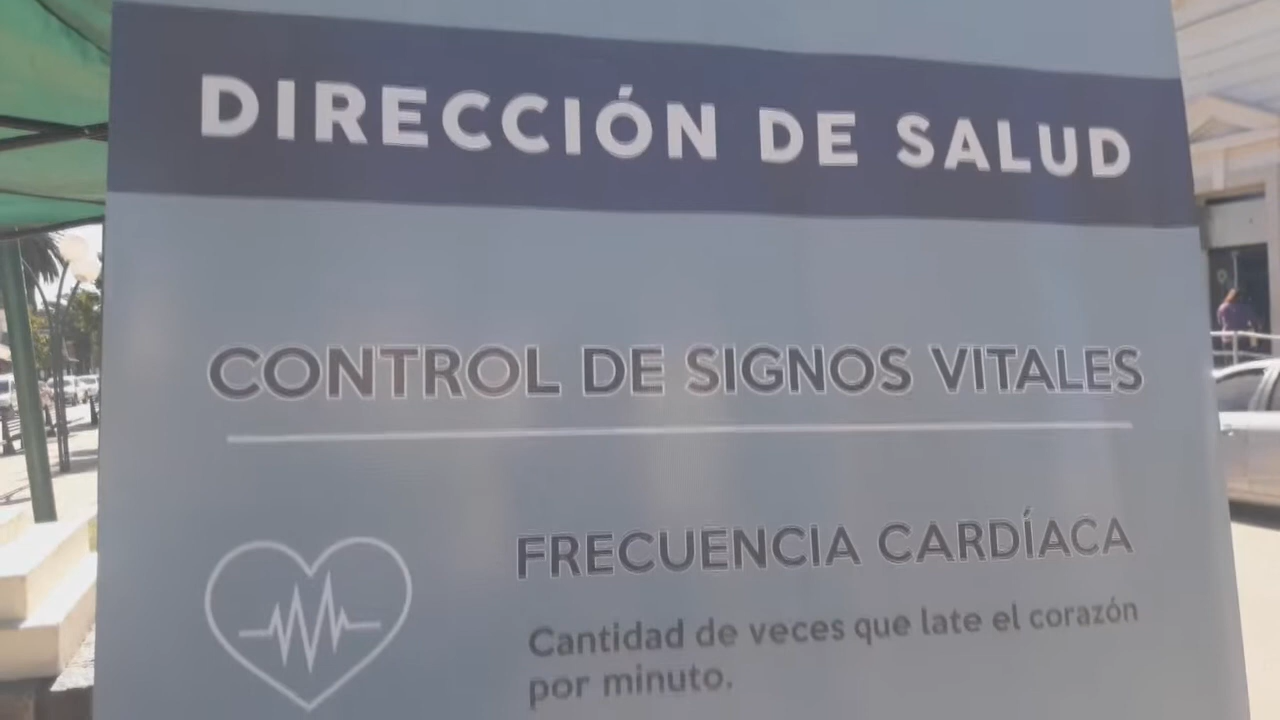 DIRECCIÓN DE SALUD
CONTROL DE SIGNOS VITALES
FRECUENCIA CARDÍACA
Cantidad de veces que late el corazón
por minuto.